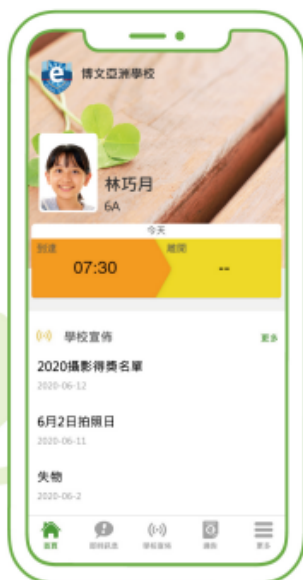 博文亞洲學校
林巧月
6A
今天
到達
離開
07:30
--
學校宣佈
更多
2020攝影得獎名單
2020-06-12
6月2日拍照日
2020-06-11
失物
2020-06-2
首頁
即時訊息
學校宣佈
更多